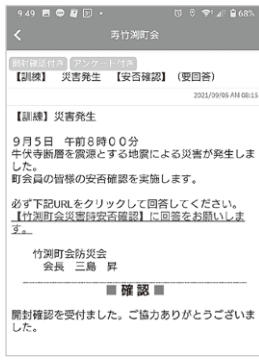 9:49
68%
再竹渕町会
開封確認付き アンケート付き
【訓練】 災害発生 【安否確認】 (要回答)
2021/09/05 AM 08:15
【訓練】災害発生
9月5日 午前8時00分
牛伏寺断層を震源とする地震による災害が発生しま
した。
町会員の皆様の安否確認を実施します。
必ず下記URLをクリックして回答してください。
【竹渕町会災害時安否確認】に回答をお願いしま
す。
竹渕町会防災会
会長 三島 昇
■ 確 認 ■
開封確認を受付ました。ご協力ありがとうございま
した。